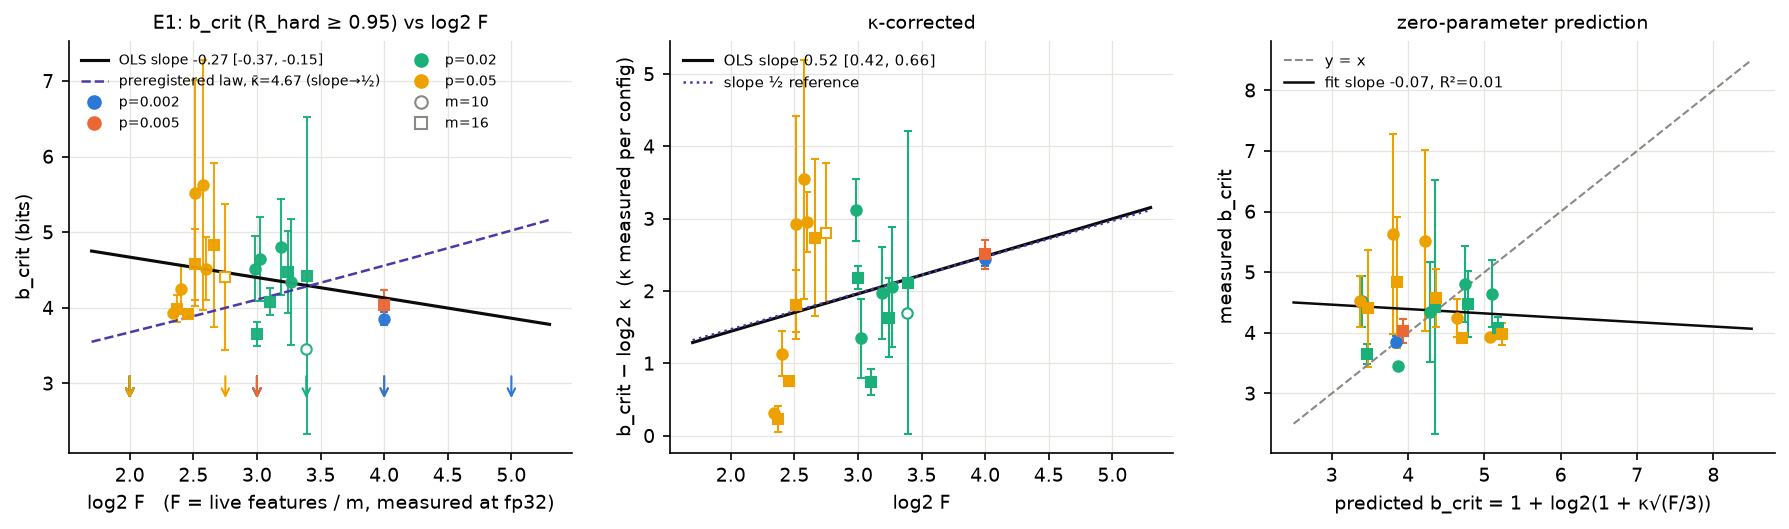 E1: b_crit (R_hard ≥ 0.95) vs log2 F
OLS slope -0.27 [-0.37, -0.15]
preregistered law, κ̄=4.67 (slope→½)
p=0.002
p=0.005
p=0.02
p=0.05
m=10
m=16
b_crit (bits)
7
6
5
4
3
2.0 2.5 3.0 3.5 4.0 4.5 5.0
log2 F (F = live features / m, measured at fp32)
κ-corrected
OLS slope 0.52 [0.42, 0.66]
slope ½ reference
b_crit − log2 κ (κ measured per config)
5
4
3
2
1
0
2.0 2.5 3.0 3.5 4.0 4.5 5.0
log2 F
zero-parameter prediction
y = x
fit slope -0.07, R²=0.01
measured b_crit
8
7
6
5
4
3
3 4 5 6 7 8
predicted b_crit = 1 + log2(1 + κ√(F/3))